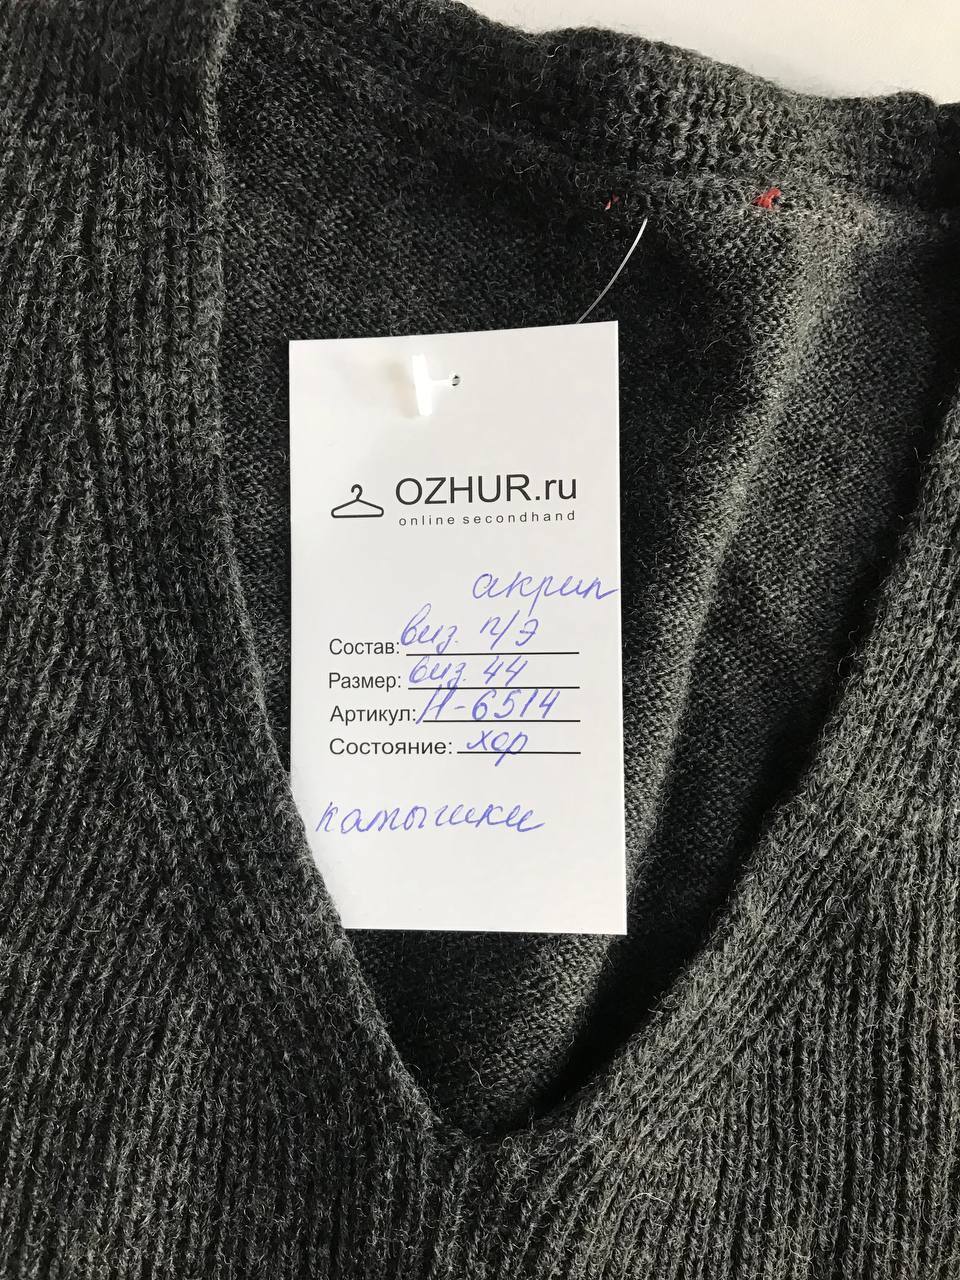 OZHUR.ru
online secondhand
акрил
Состав: виз. п/э
Размер: виз. 44
Артикул: Н-6514
Состояние: хор
катышки